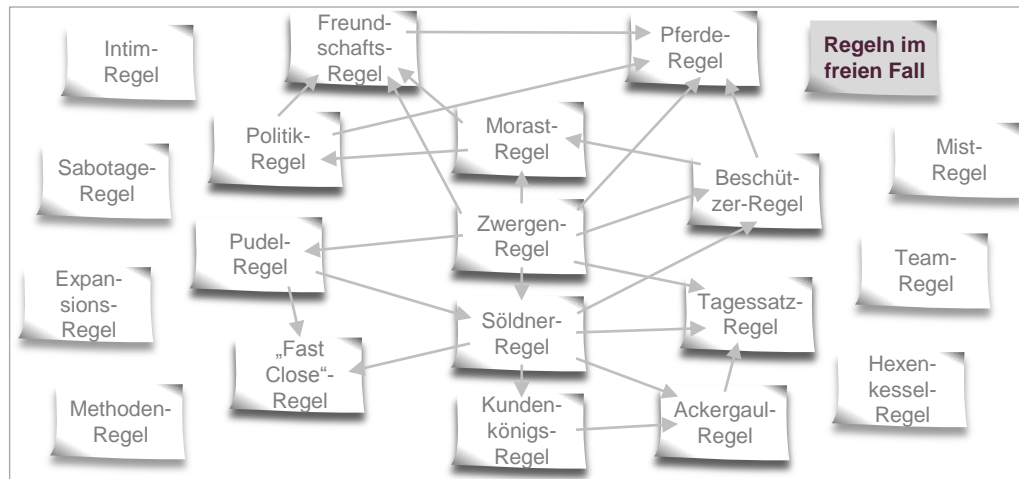 Intim-
Regel
Freund-
schafts-
Regel
Pferde-
Regel
Regeln im
freien Fall
Politik-
Regel
Morast-
Regel
Sabotage-
Regel
Beschüt-
zer-Regel
Mist-
Regel
Pudel-
Regel
Zwergen-
Regel
Team-
Regel
Expan-
sions-
Regel
Söldner-
Regel
Tagessatz-
Regel
„Fast
Close“-
Regel
Hexen-
kessel-
Regel
Methoden-
Regel
Kunden-
königs-
Regel
Ackergaul-
Regel